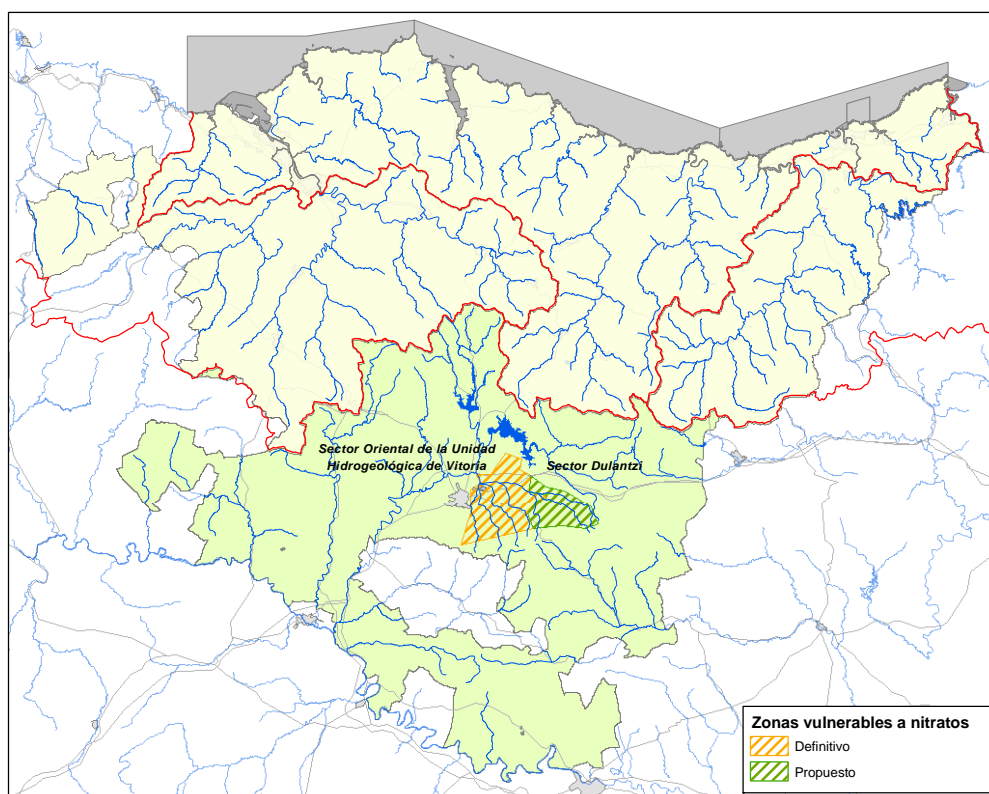 Sector Oriental de la Unidad
Hidrogeológica de Vitoria
Sector Dulantzi
Zonas vulnerables a nitratos
Definitivo
Propuesto